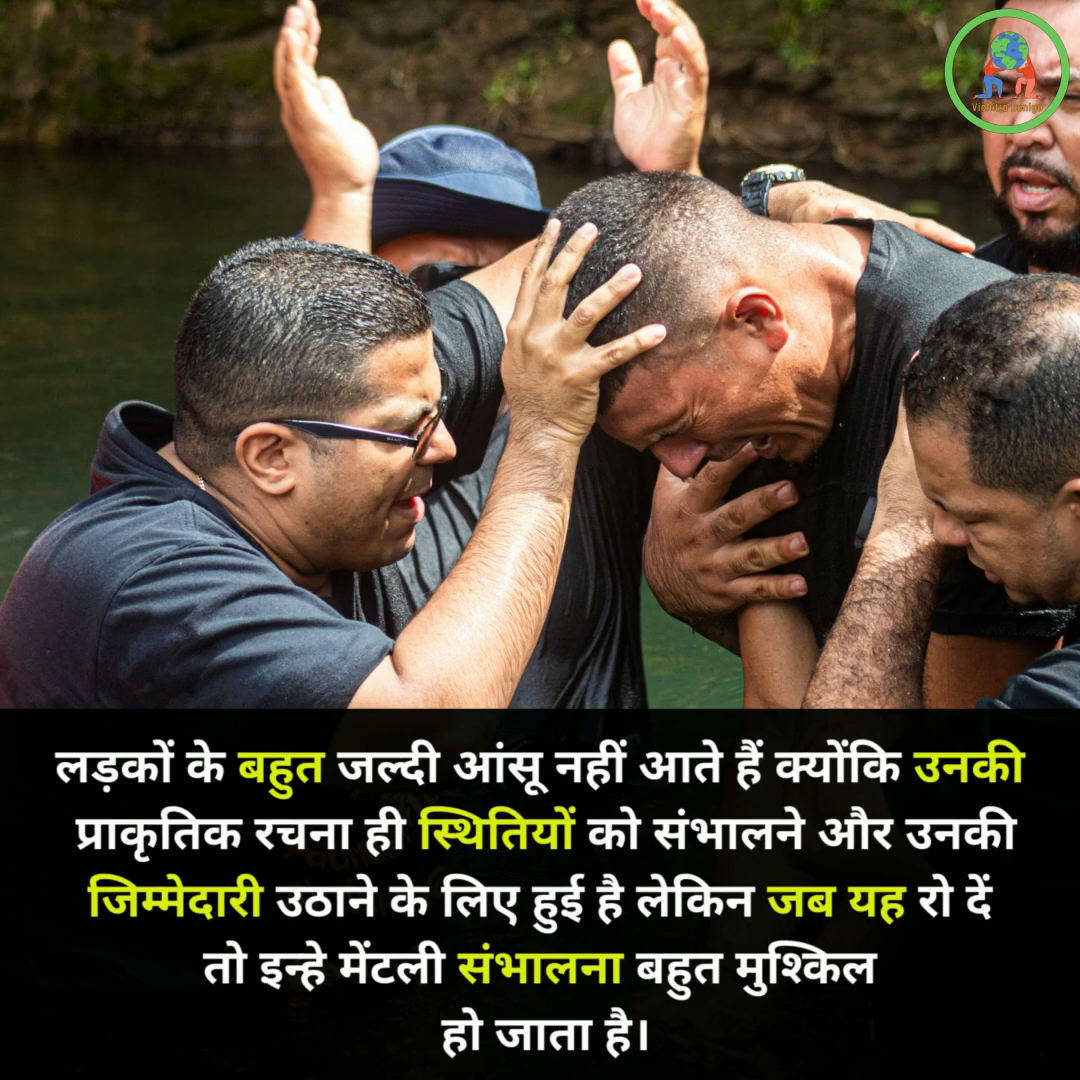 लड़कों के बहुत जल्दी आंसू नहीं आते हैं क्योंकि उनकी
प्राकृतिक रचना ही स्थितियों को संभालने और उनकी
जिम्मेदारी उठाने के लिए हुई है लेकिन जब यह रो दें
तो इन्हे मेंटली संभालना बहुत मुश्किल
हो जाता है।